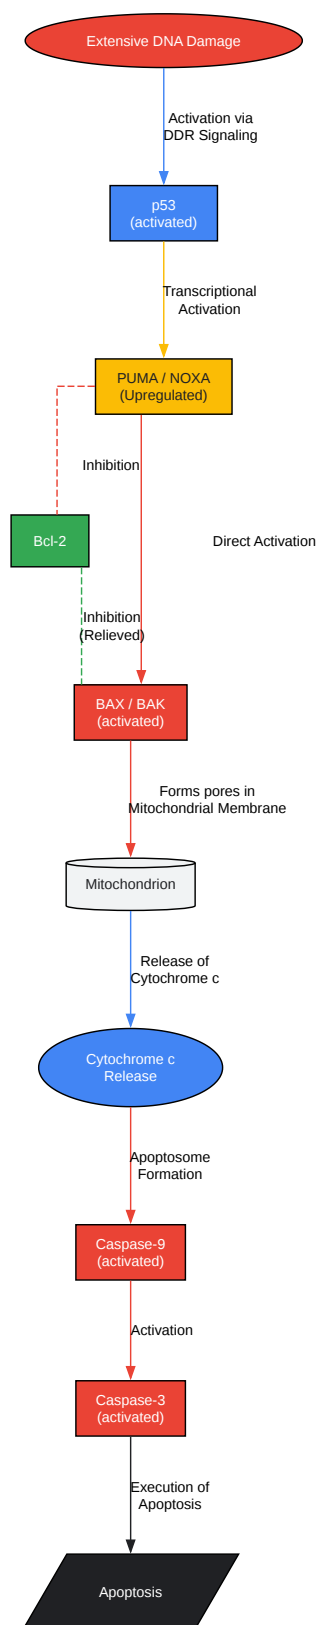 Extensive DNA Damage
Activation via
DDR Signaling
p53
(activated)
Transcriptional
Activation
PUMA / NOXA
(Upregulated)
Inhibition
Bcl-2
Direct Activation
Inhibition
(Relieved)
BAX / BAK
(activated)
Forms pores in
Mitochondrial Membrane
Mitochondrion
Release of
Cytochrome c
Cytochrome c
Release
Apoptosome
Formation
Caspase-9
(activated)
Activation
Caspase-3
(activated)
Execution of
Apoptosis
Apoptosis